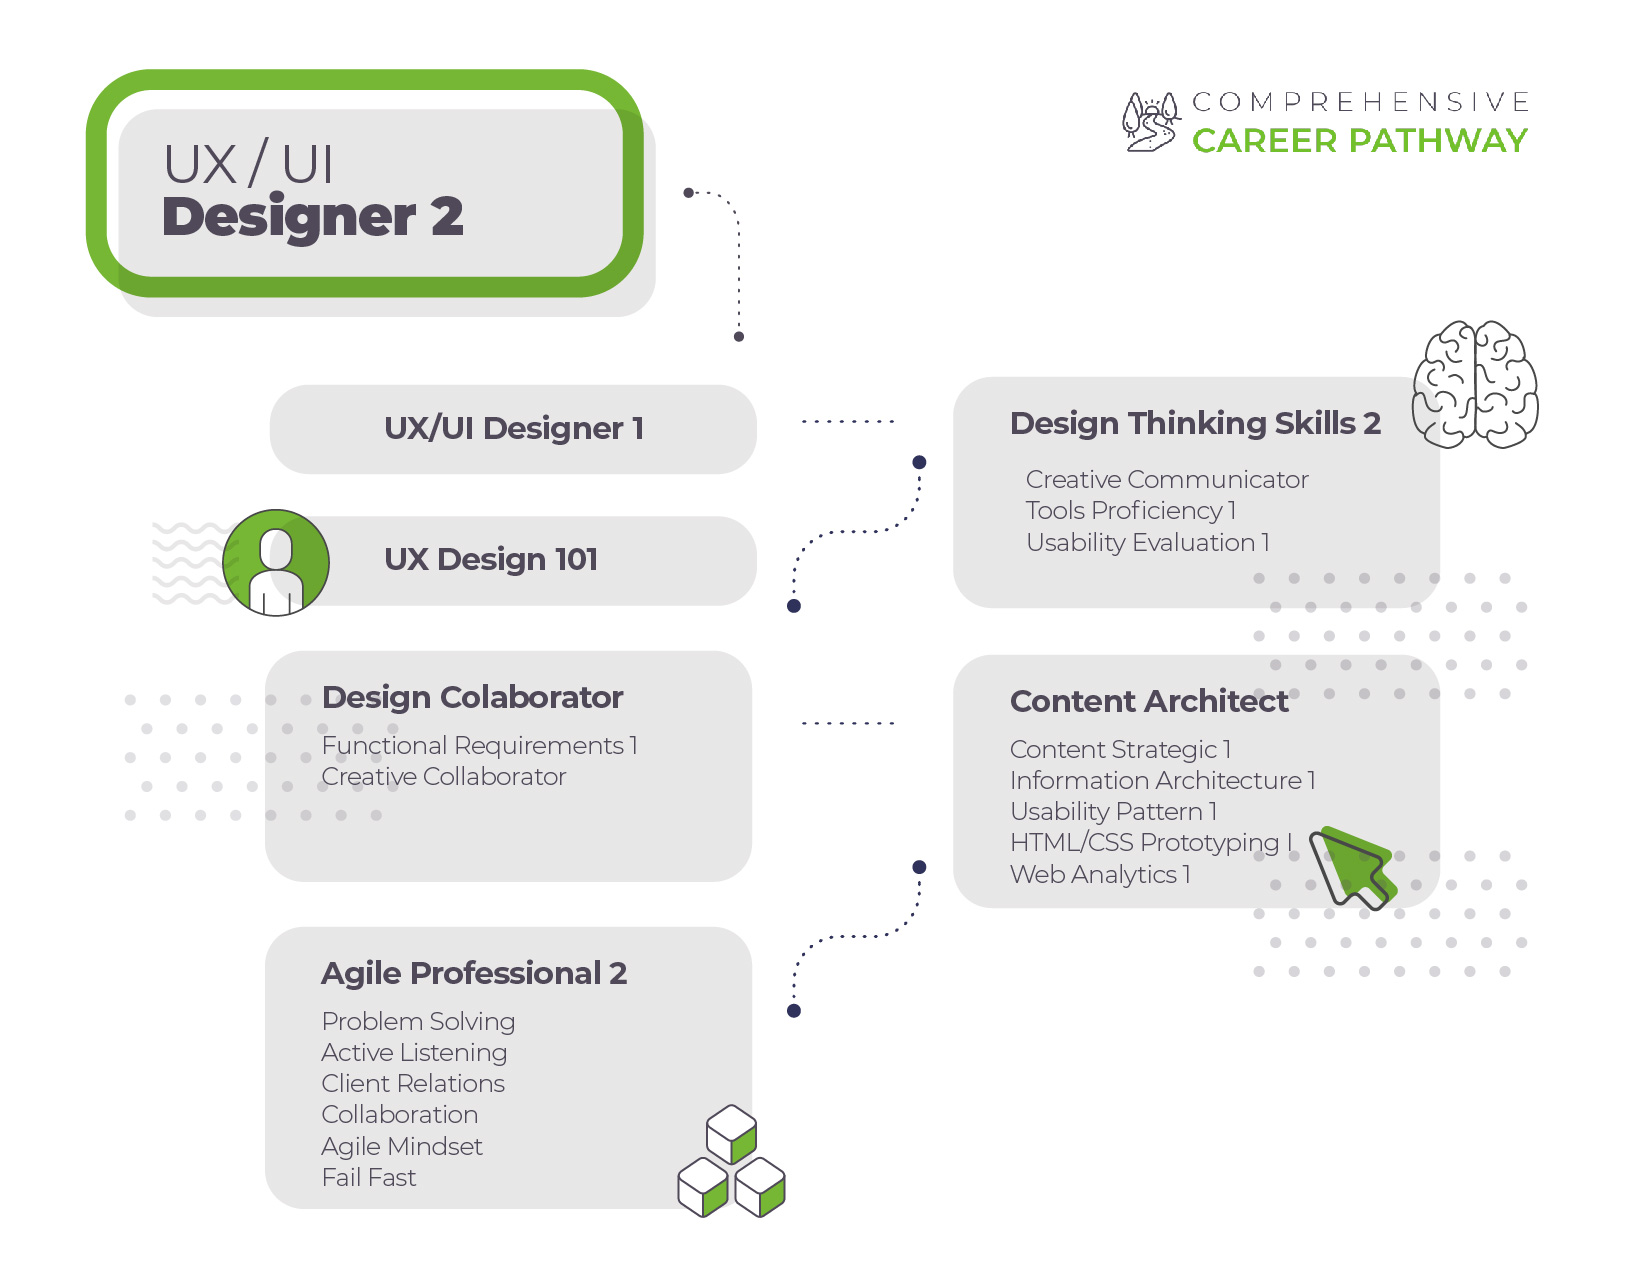 UX / UI
Designer 2
COMPREHENSIVE
CAREER PATHWAY
UX/UI Designer 1
UX Design 101
Design Thinking Skills 2
Creative Communicator
Tools Proficiency 1
Usability Evaluation 1
Design Colaborator
Functional Requirements 1
Creative Collaborator
Content Architect
Content Strategic 1
Information Architecture 1
Usability Pattern 1
HTML/CSS Prototyping I
Web Analytics 1
Agile Professional 2
Problem Solving
Active Listening
Client Relations
Collaboration
Agile Mindset
Fail Fast